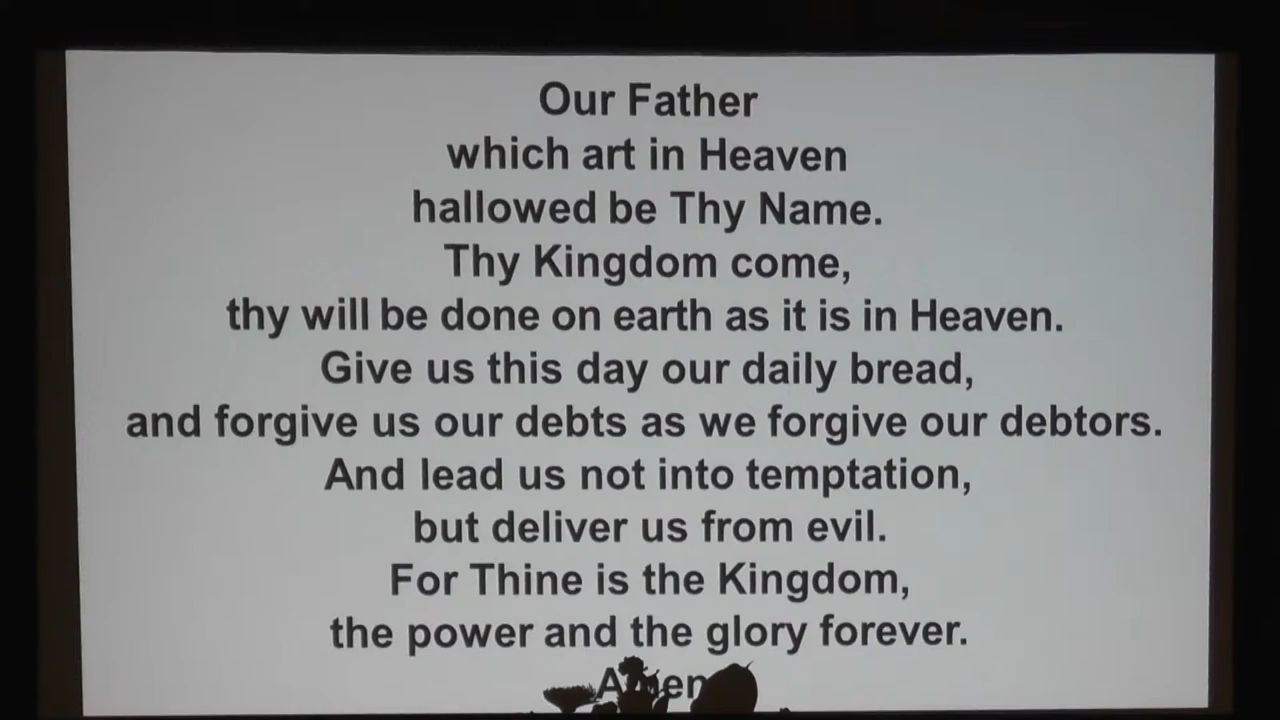 Our Father
which art in Heaven
hallowed be Thy Name.
Thy Kingdom come,
thy will be done on earth as it is in Heaven.
Give us this day our daily bread,
and forgive us our debts as we forgive our debtors.
And lead us not into temptation,
but deliver us from evil.
For Thine is the Kingdom,
the power and the glory forever.
Amen